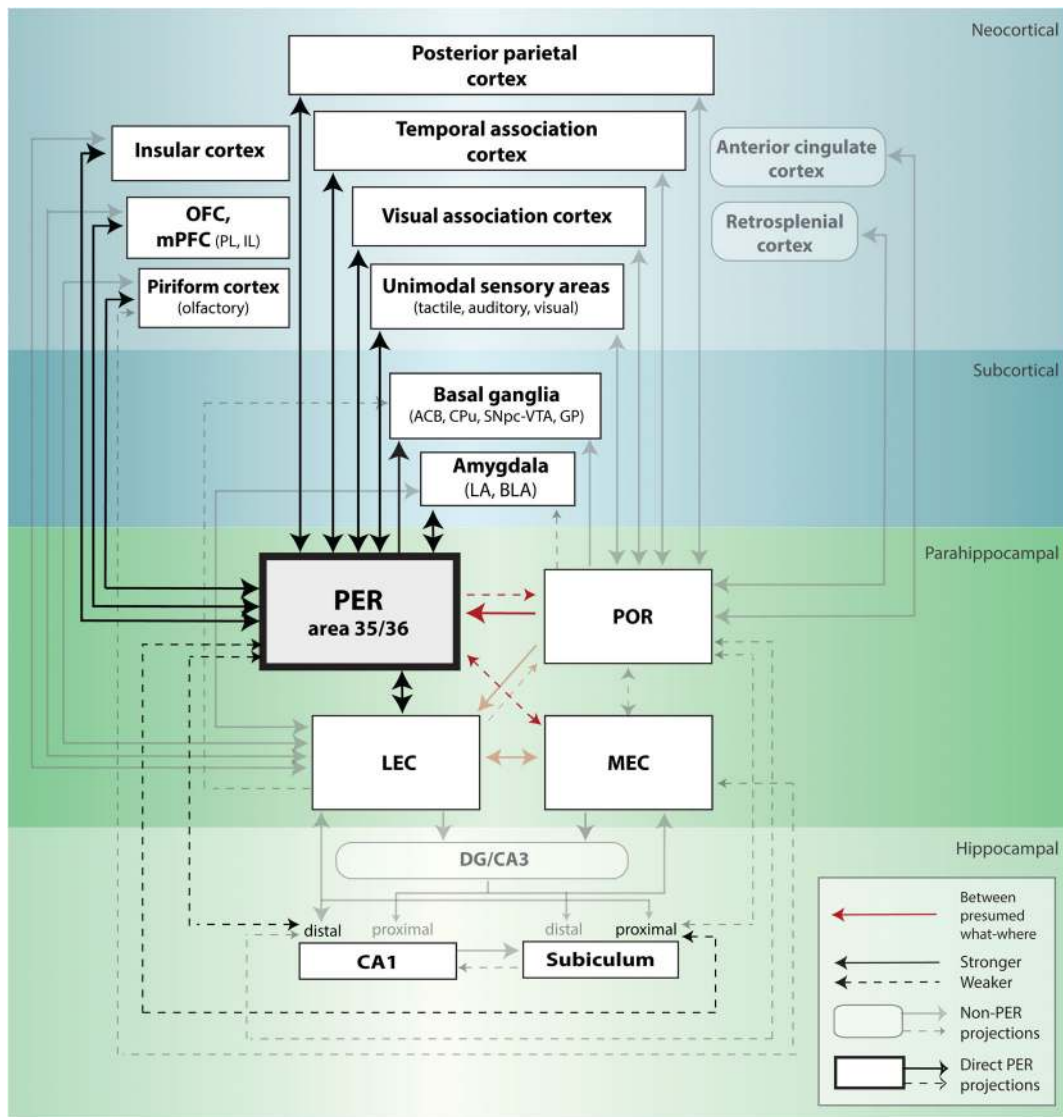 Neocortical
Posterior parietal
cortex
Temporal association
cortex
Insular cortex
Anterior cingulate
cortex
OFC,
mPFC (PL, IL)
Visual association cortex
Retrosplenial
cortex
Piriform cortex
(olfactory)
Unimodal sensory areas
(tactile, auditory, visual)
Subcortical
Basal ganglia
(ACB, CPu, SNpc-VTA, GP)
Amygdala
(LA, BLA)
Parahippocampal
PER
area 35/36
POR
LEC
MEC
Hippocampal
DG/CA3
distal
proximal
distal
proximal
CA1
Subiculum
Between
presumed
what-where
Stronger
Weaker
Non-PER
projections
Direct PER
projections